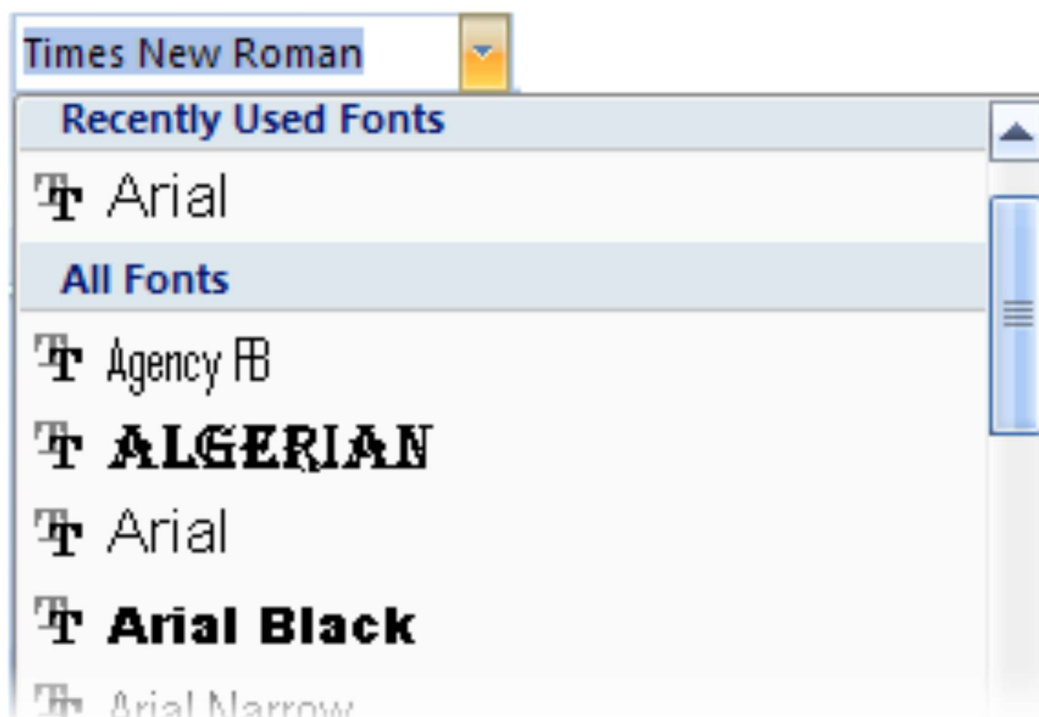 Times New Roman
Recently Used Fonts
Arial
All Fonts
Agency FB
ALGERIAN
Arial
Arial Black
Arial Narrow